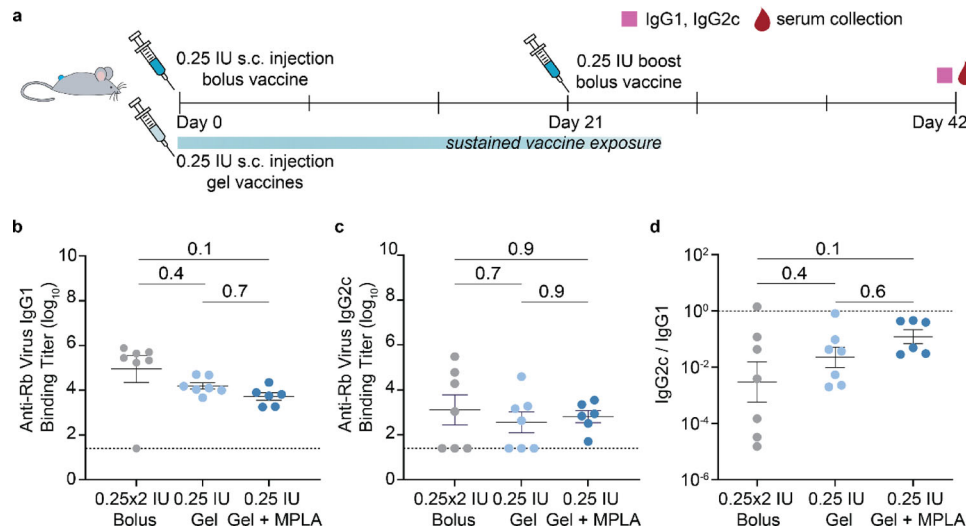 a
IgG1, IgG2c
serum collection
0.25 IU s.c. injection
bolus vaccine
0.25 IU boost
bolus vaccine
Day 0
Day 21
Day 42
sustained vaccine exposure
0.25 IU s.c. injection
gel vaccines
b
Anti-Rb Virus IgG1
Binding Titer (log10)
10
8
6
4
2
0
0.1
0.4
0.7
0.25x2 IU
Bolus
0.25 IU
Gel
0.25 IU
Gel + MPLA
c
Anti-Rb Virus IgG2c
Binding Titer (log10)
10
8
6
4
2
0
0.9
0.7
0.9
0.25x2 IU
Bolus
0.25 IU
Gel
0.25 IU
Gel + MPLA
d
IgG2c / IgG1
10^2
10^0
10^-2
10^-4
10^-6
0.1
0.4
0.6
0.25x2 IU
Bolus
0.25 IU
Gel
0.25 IU
Gel + MPLA